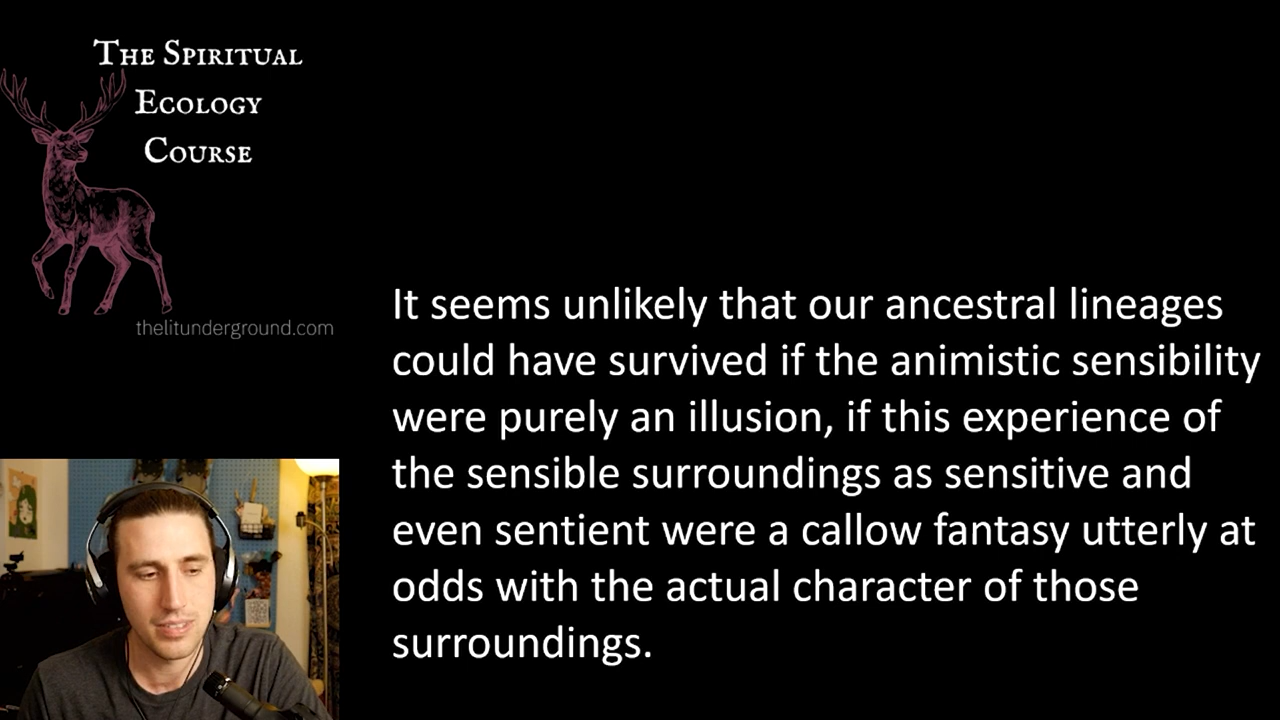 The Spiritual
Ecology
Course
thelitunderground.com
It seems unlikely that our ancestral lineages
could have survived if the animistic sensibility
were purely an illusion, if this experience of
the sensible surroundings as sensitive and
even sentient were a callow fantasy utterly at
odds with the actual character of those
surroundings.